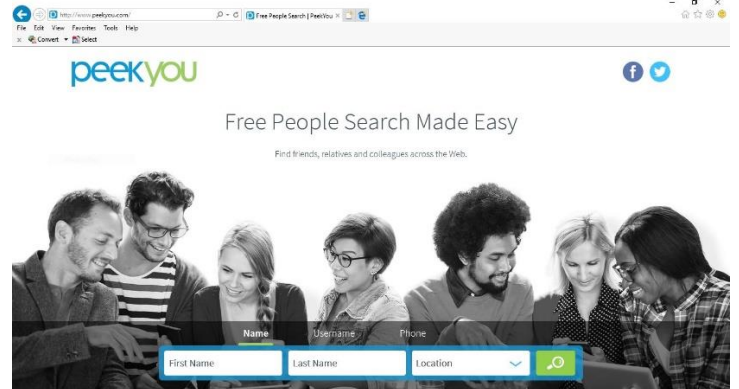 http://www.peekyou.com/
Free People Search | PeekYou
File Edit View Favorites Tools Help
x Convert Select
peekyou
Free People Search Made Easy
Find friends, relatives and colleagues across the Web.
Name Username Phone
First Name Last Name Location